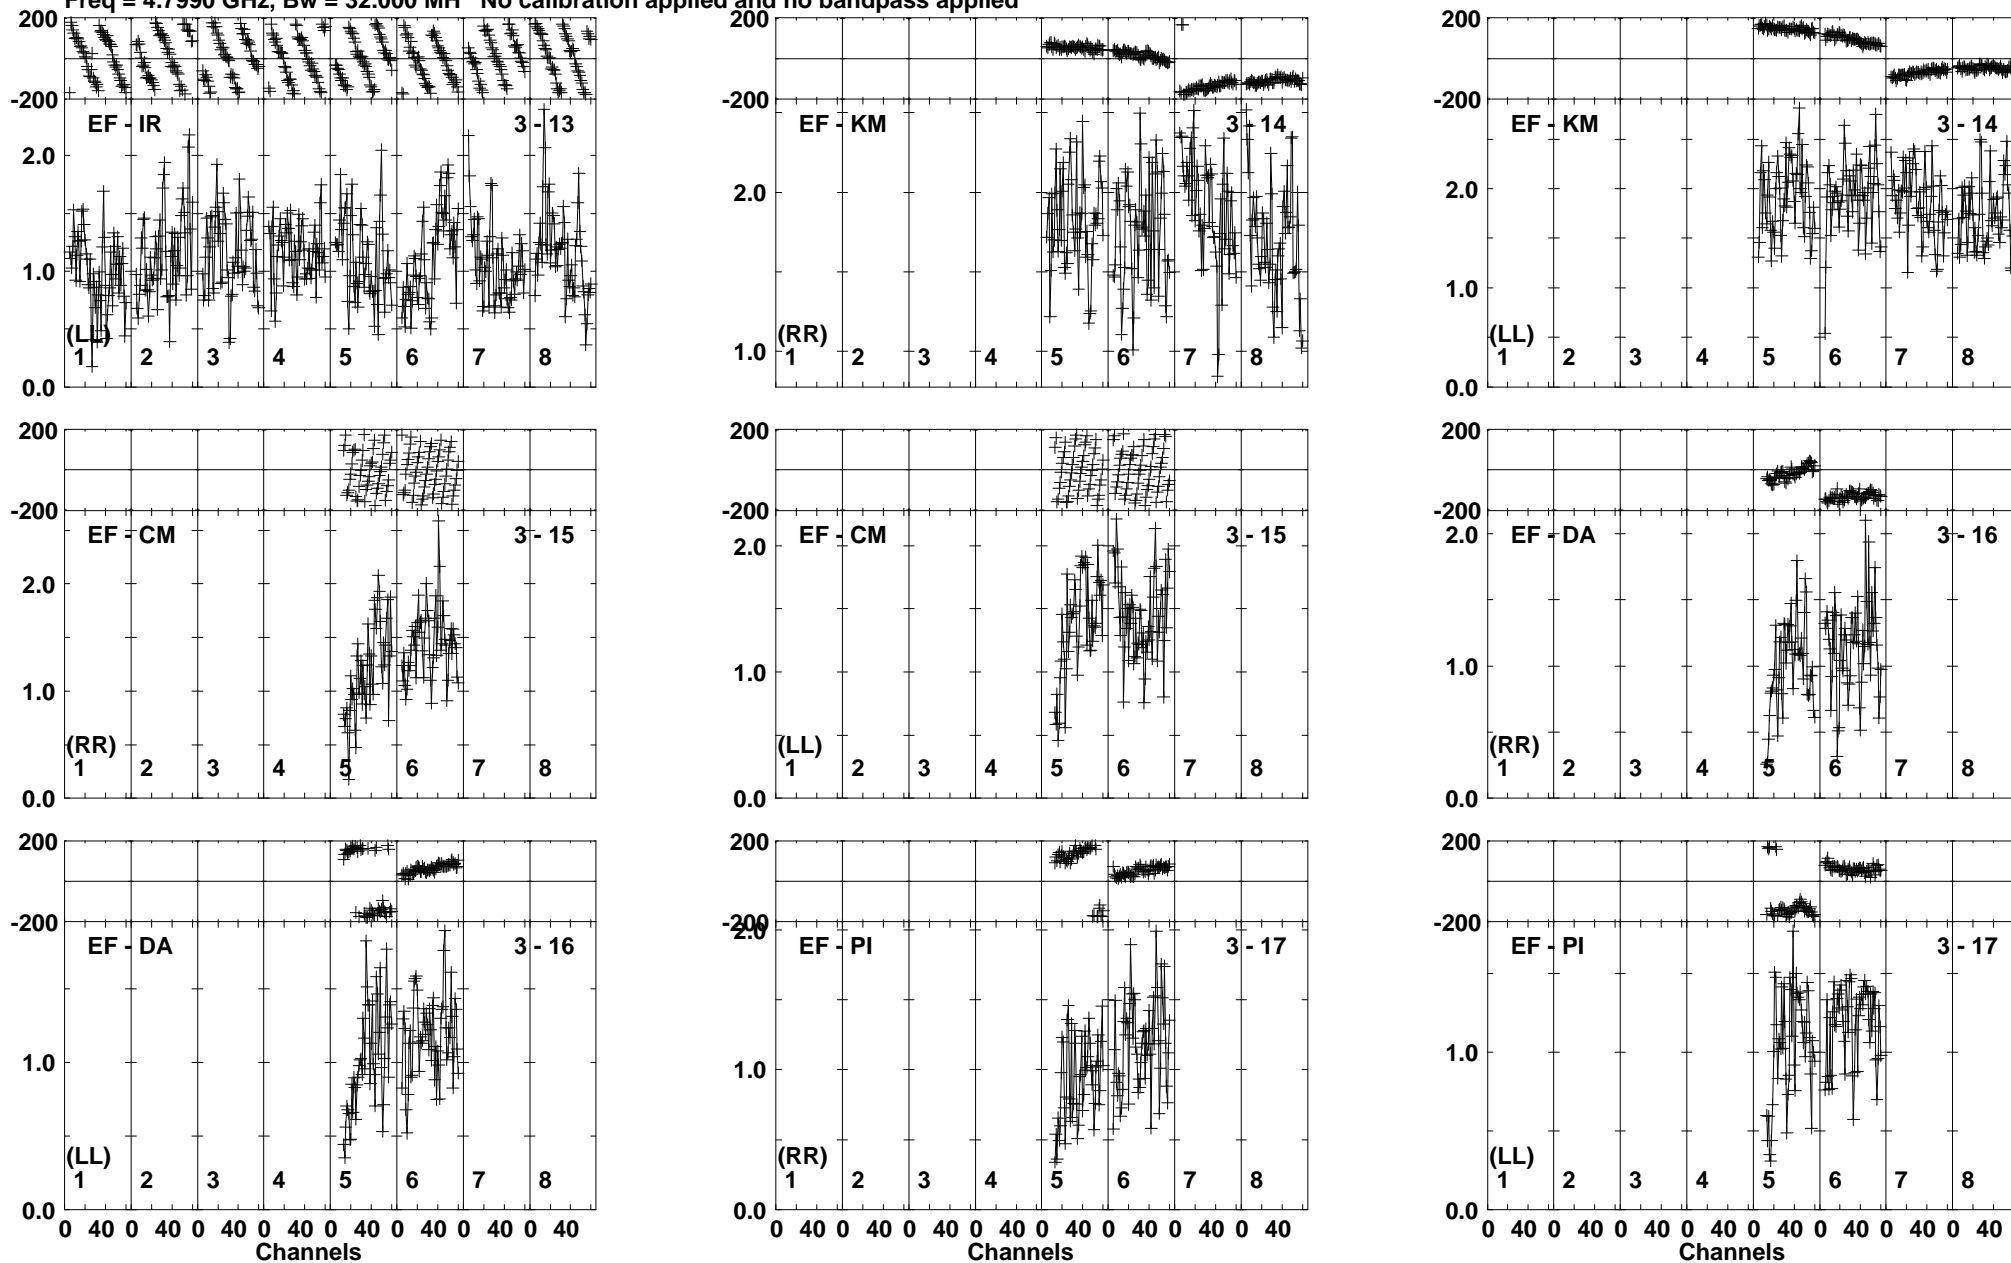 Freq = 4.7990 GHz, Bw = 32.000 MH No calibration applied and no bandpass applied
200 200 200
-200 -200 -200
EF - IR 3 - 13 EF - KM 3 - 14 EF - KM 3 - 14
2.0 2.0 2.0
1.0 1.0 1.0
(LL) (RR) (LL)
1 2 3 4 5 6 7 8 1 2 3 4 5 6 7 8 1 2 3 4 5 6 7 8
0.0 0.0
200 200 200
-200 -200 -200
EF - CM 3 - 15 EF - CM 3 - 15 EF - DA 3 - 16
2.0 2.0 2.0
1.0 1.0 1.0
(RR) (LL) (RR)
1 2 3 4 5 6 7 8 1 2 3 4 5 6 7 8 1 2 3 4 5 6 7 8
0.0 0.0 0.0
200 200 200
-200 -200 -200
2.0
EF - DA 3 - 16 EF - PI 3 - 17 EF - PI 3 - 17
1.0 1.0 1.0
(LL) (RR) (LL)
1 2 3 4 5 6 7 8 1 2 3 4 5 6 7 8 1 2 3 4 5 6 7 8
0.0 0.0 0.0
0 40 0 40 0 40 0 40 0 40 0 40 0 40 0 40 0 40 0 40 0 40 0 40 0 40 0 40 0 40 0 40 0 40 0 40 0 40 0 40 0 40 0 40 0 40 0 40
Channels Channels Channels